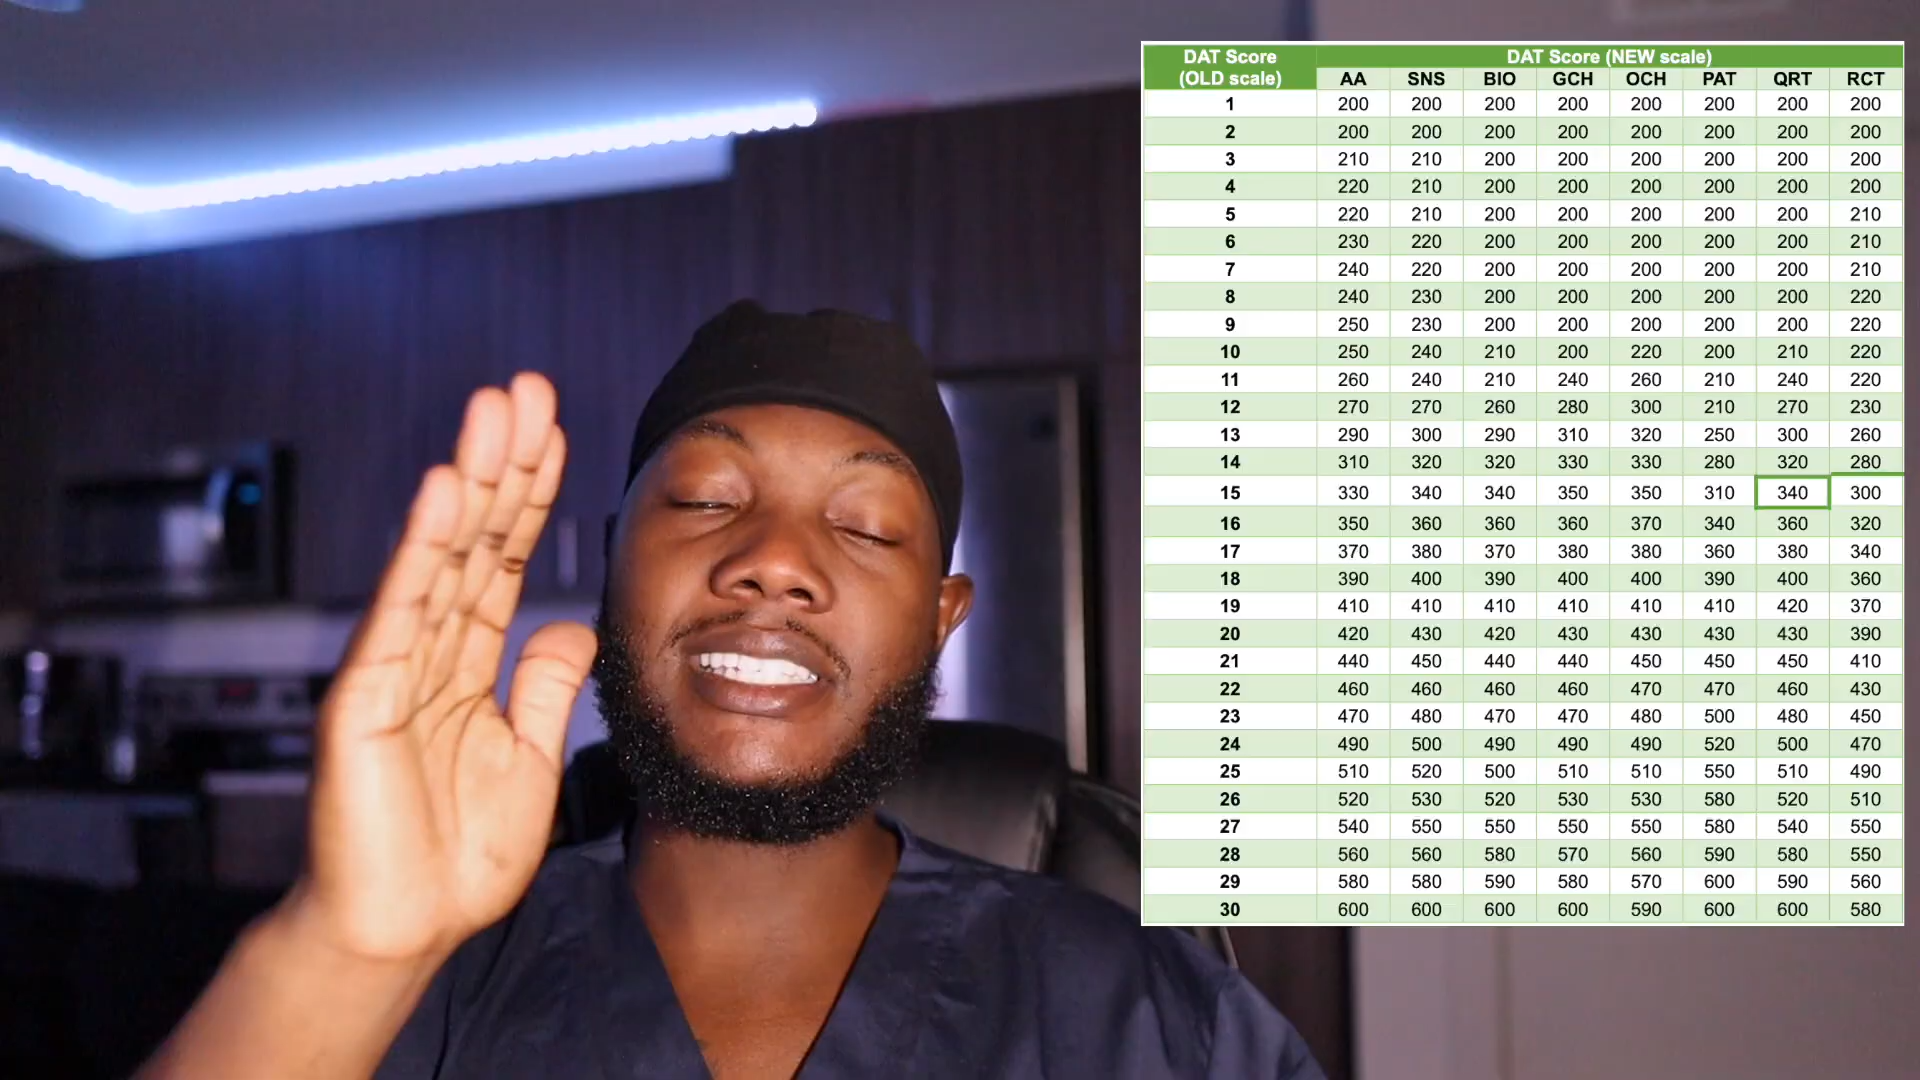 DAT Score DAT Score (NEW scale)
(OLD scale) AA SNS BIO GCH OCH PAT QRT RCT
1 200 200 200 200 200 200 200 200
2 200 200 200 200 200 200 200 200
3 210 210 200 200 200 200 200 200
4 220 210 200 200 200 200 200 200
5 220 210 200 200 200 200 200 210
6 230 220 200 200 200 200 200 210
7 240 220 200 200 200 200 200 210
8 240 230 200 200 200 200 200 220
9 250 230 200 200 200 200 200 220
10 250 240 210 200 220 200 210 220
11 260 240 210 240 260 210 240 220
12 270 270 260 280 300 210 270 230
13 290 300 290 310 320 250 300 260
14 310 320 320 330 330 280 320 280
15 330 340 340 350 350 310 340 300
16 350 360 360 360 370 340 360 320
17 370 380 370 380 380 360 380 340
18 390 400 390 400 400 390 400 360
19 410 410 410 410 410 410 420 370
20 420 430 420 430 430 430 430 390
21 440 450 440 440 450 450 450 410
22 460 460 460 460 470 470 460 430
23 470 480 470 470 480 500 480 450
24 490 500 490 490 490 520 500 470
25 510 520 500 510 510 550 510 490
26 520 530 520 530 530 580 520 510
27 540 550 550 550 550 580 540 550
28 560 560 580 570 560 590 580 550
29 580 580 590 580 570 600 590 560
30 600 600 600 600 590 600 600 580